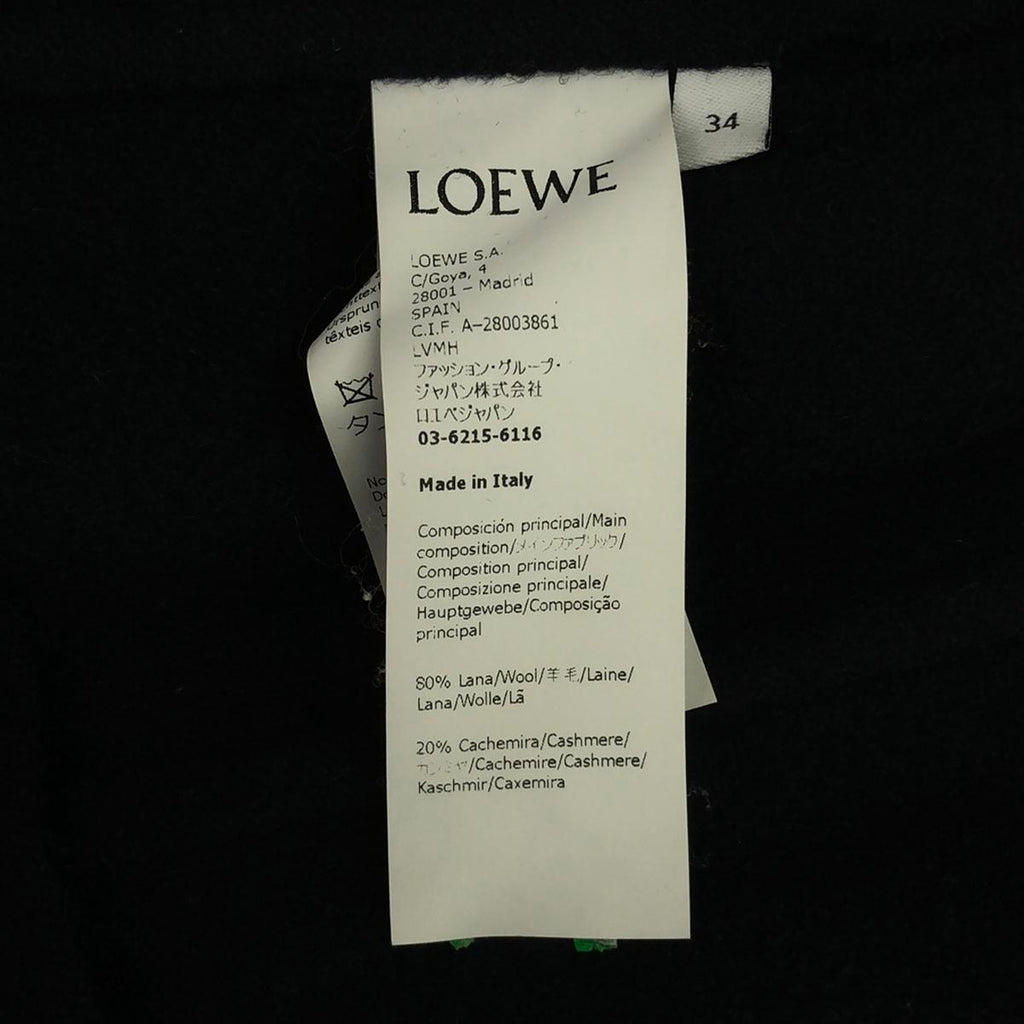 34
LOEWE
LOEWE S.A.
C/Goya, 4
28001 - Madrid
SPAIN
C.I.F. A-28003861
LVMH
ファッション・グループ・
ジャパン株式会社
ロエベジャパン
03-6215-6116
Made in Italy
Composición principal/Main
composition/メインファブリック/
Composition principal/
Composizione principale/
Hauptgewebe/Composição
principal
80% Lana/Wool/羊毛/Laine/
Lana/Wolle/Lã
20% Cachemira/Cashmere/
カシミヤ/Cachemire/Cashmere/
Kaschmir/Caxemira
têxteis
タン
No